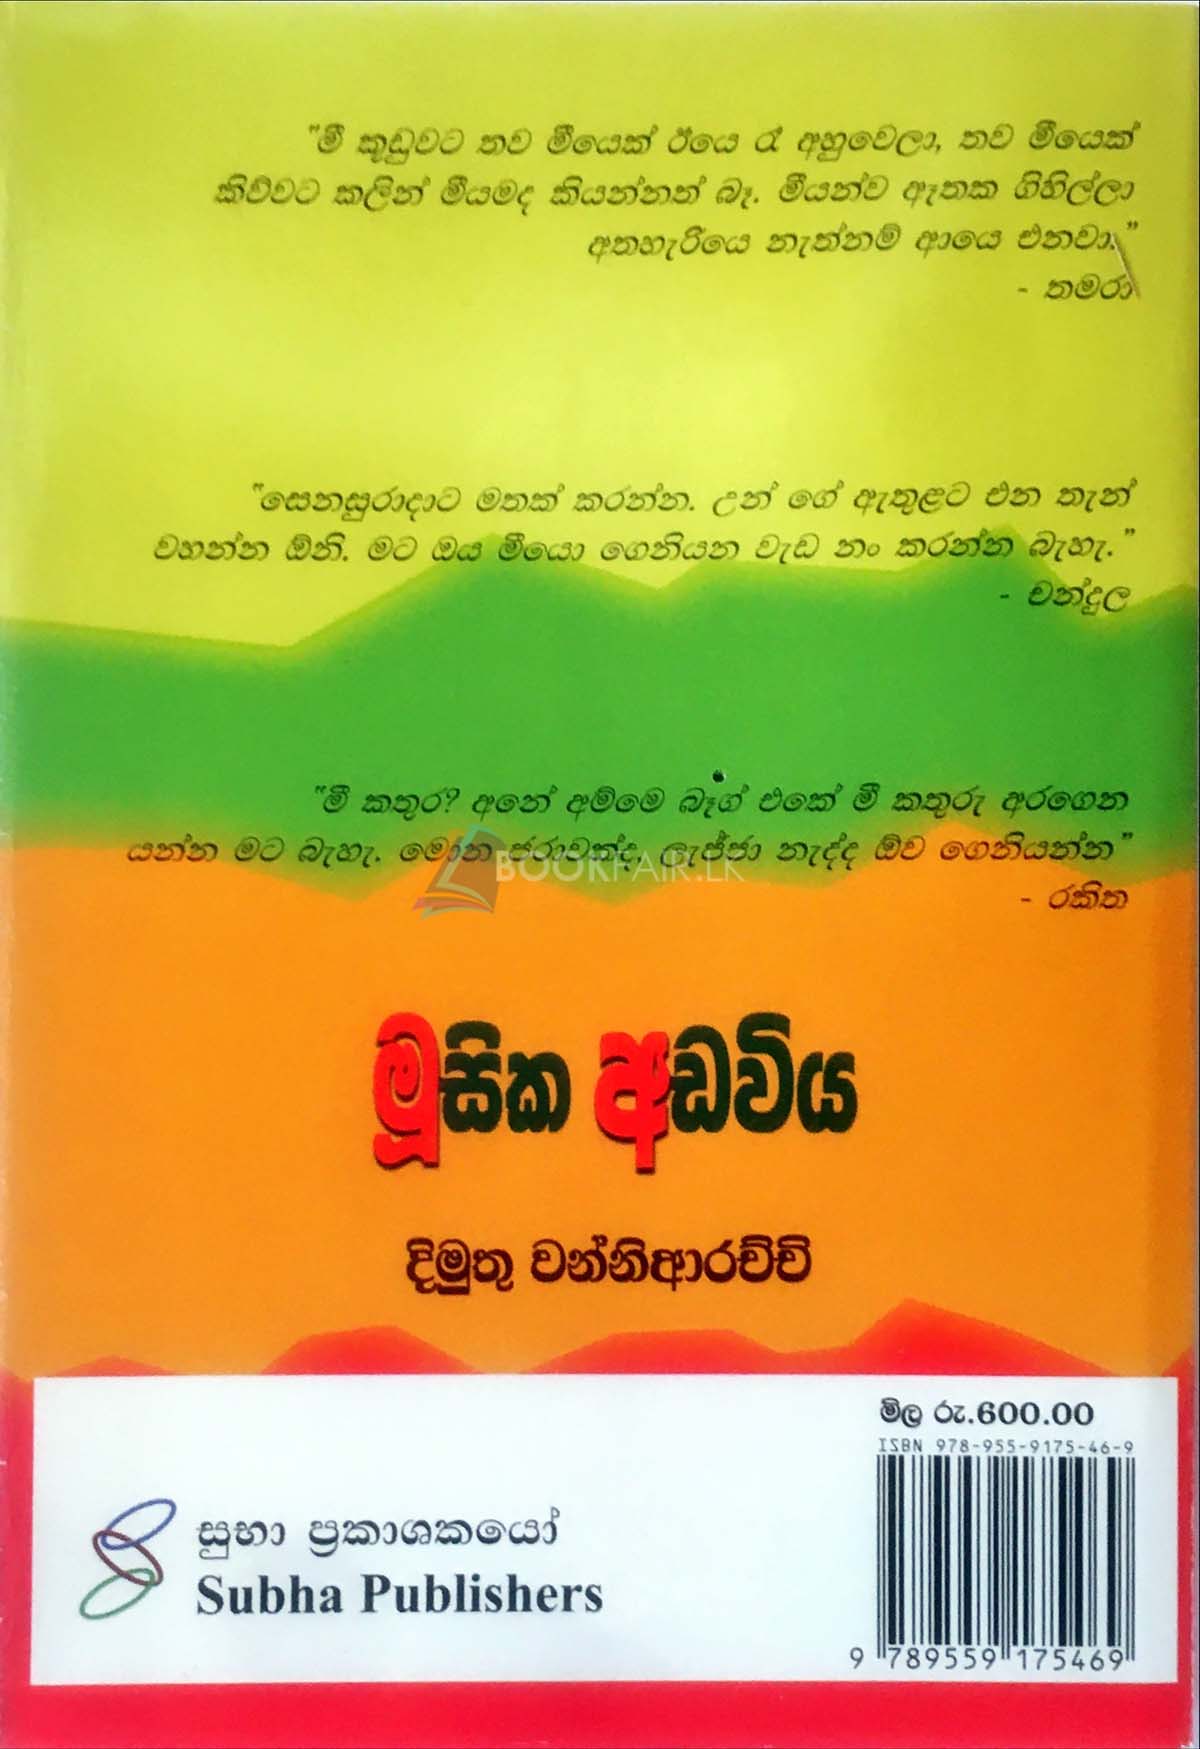 "මී කූඩුවට තව මීයෙක් ඊයෙ රෑ අහුවෙලා, තව මීයෙක්
කිව්වට කලින් මීයමද කියන්නත් බෑ. මීයන්ව ඈතක ගිහිල්ලා
අතහැරියෙ නැත්නම් ආයෙ එනවා."
- තමරා
"සෙනසුරාදාට මතක් කරන්න. උන් ගේ ඇතුළට එන තැන්
වහන්න ඕනි. මට ඔය මීයො ගෙනියන වැඩ නං කරන්න බැහැ."
- චන්දුල
"මී කතුර? අනේ අම්මෙ බෑග් එකේ මී කතුරු අරගෙන
යන්න මට බැහැ. මොන ජරාවක්ද, ලැජ්ජා නැද්ද ඕව ගෙනියන්න"
- රකිත
BOOKFAIR.LK
මූසික අඩවිය
දිමුතු වන්නිආරච්චි
මිල රු.600.00
ISBN 978-955-9175-46-9
සුභා ප්‍රකාශකයෝ
Subha Publishers
9 789559 175469